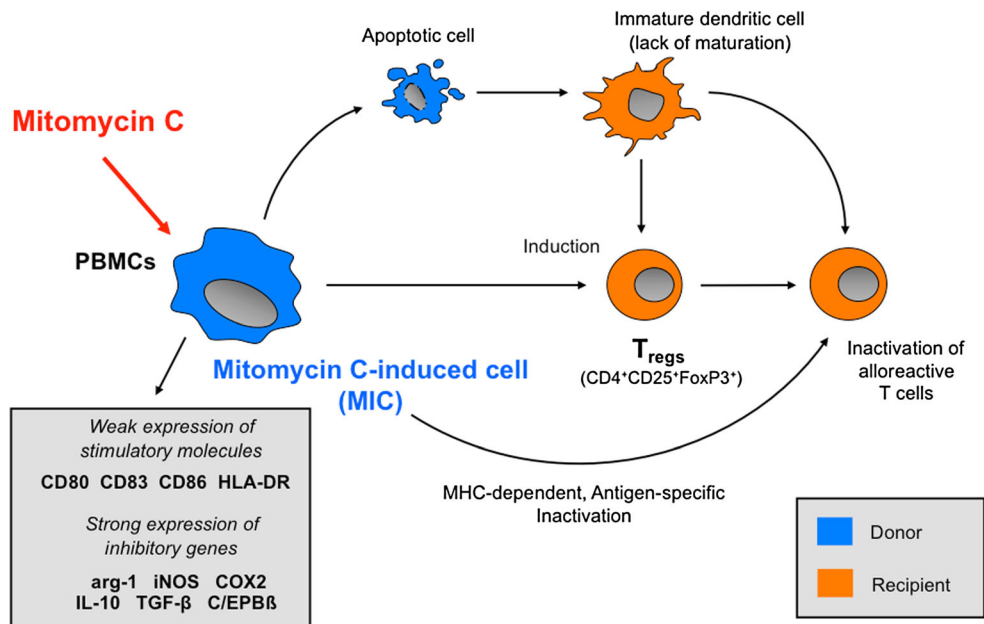 Apoptotic cell
Immature dendritic cell
(lack of maturation)
Mitomycin C
PBMCs
Induction
Mitomycin C-induced cell
(MIC)
T regs
(CD4+CD25+FoxP3+)
Inactivation of
alloreactive
T cells
Weak expression of
stimulatory molecules
CD80 CD83 CD86 HLA-DR
Strong expression of
inhibitory genes
arg-1 iNOS COX2
IL-10 TGF-β C/EPBß
MHC-dependent, Antigen-specific
Inactivation
Donor
Recipient